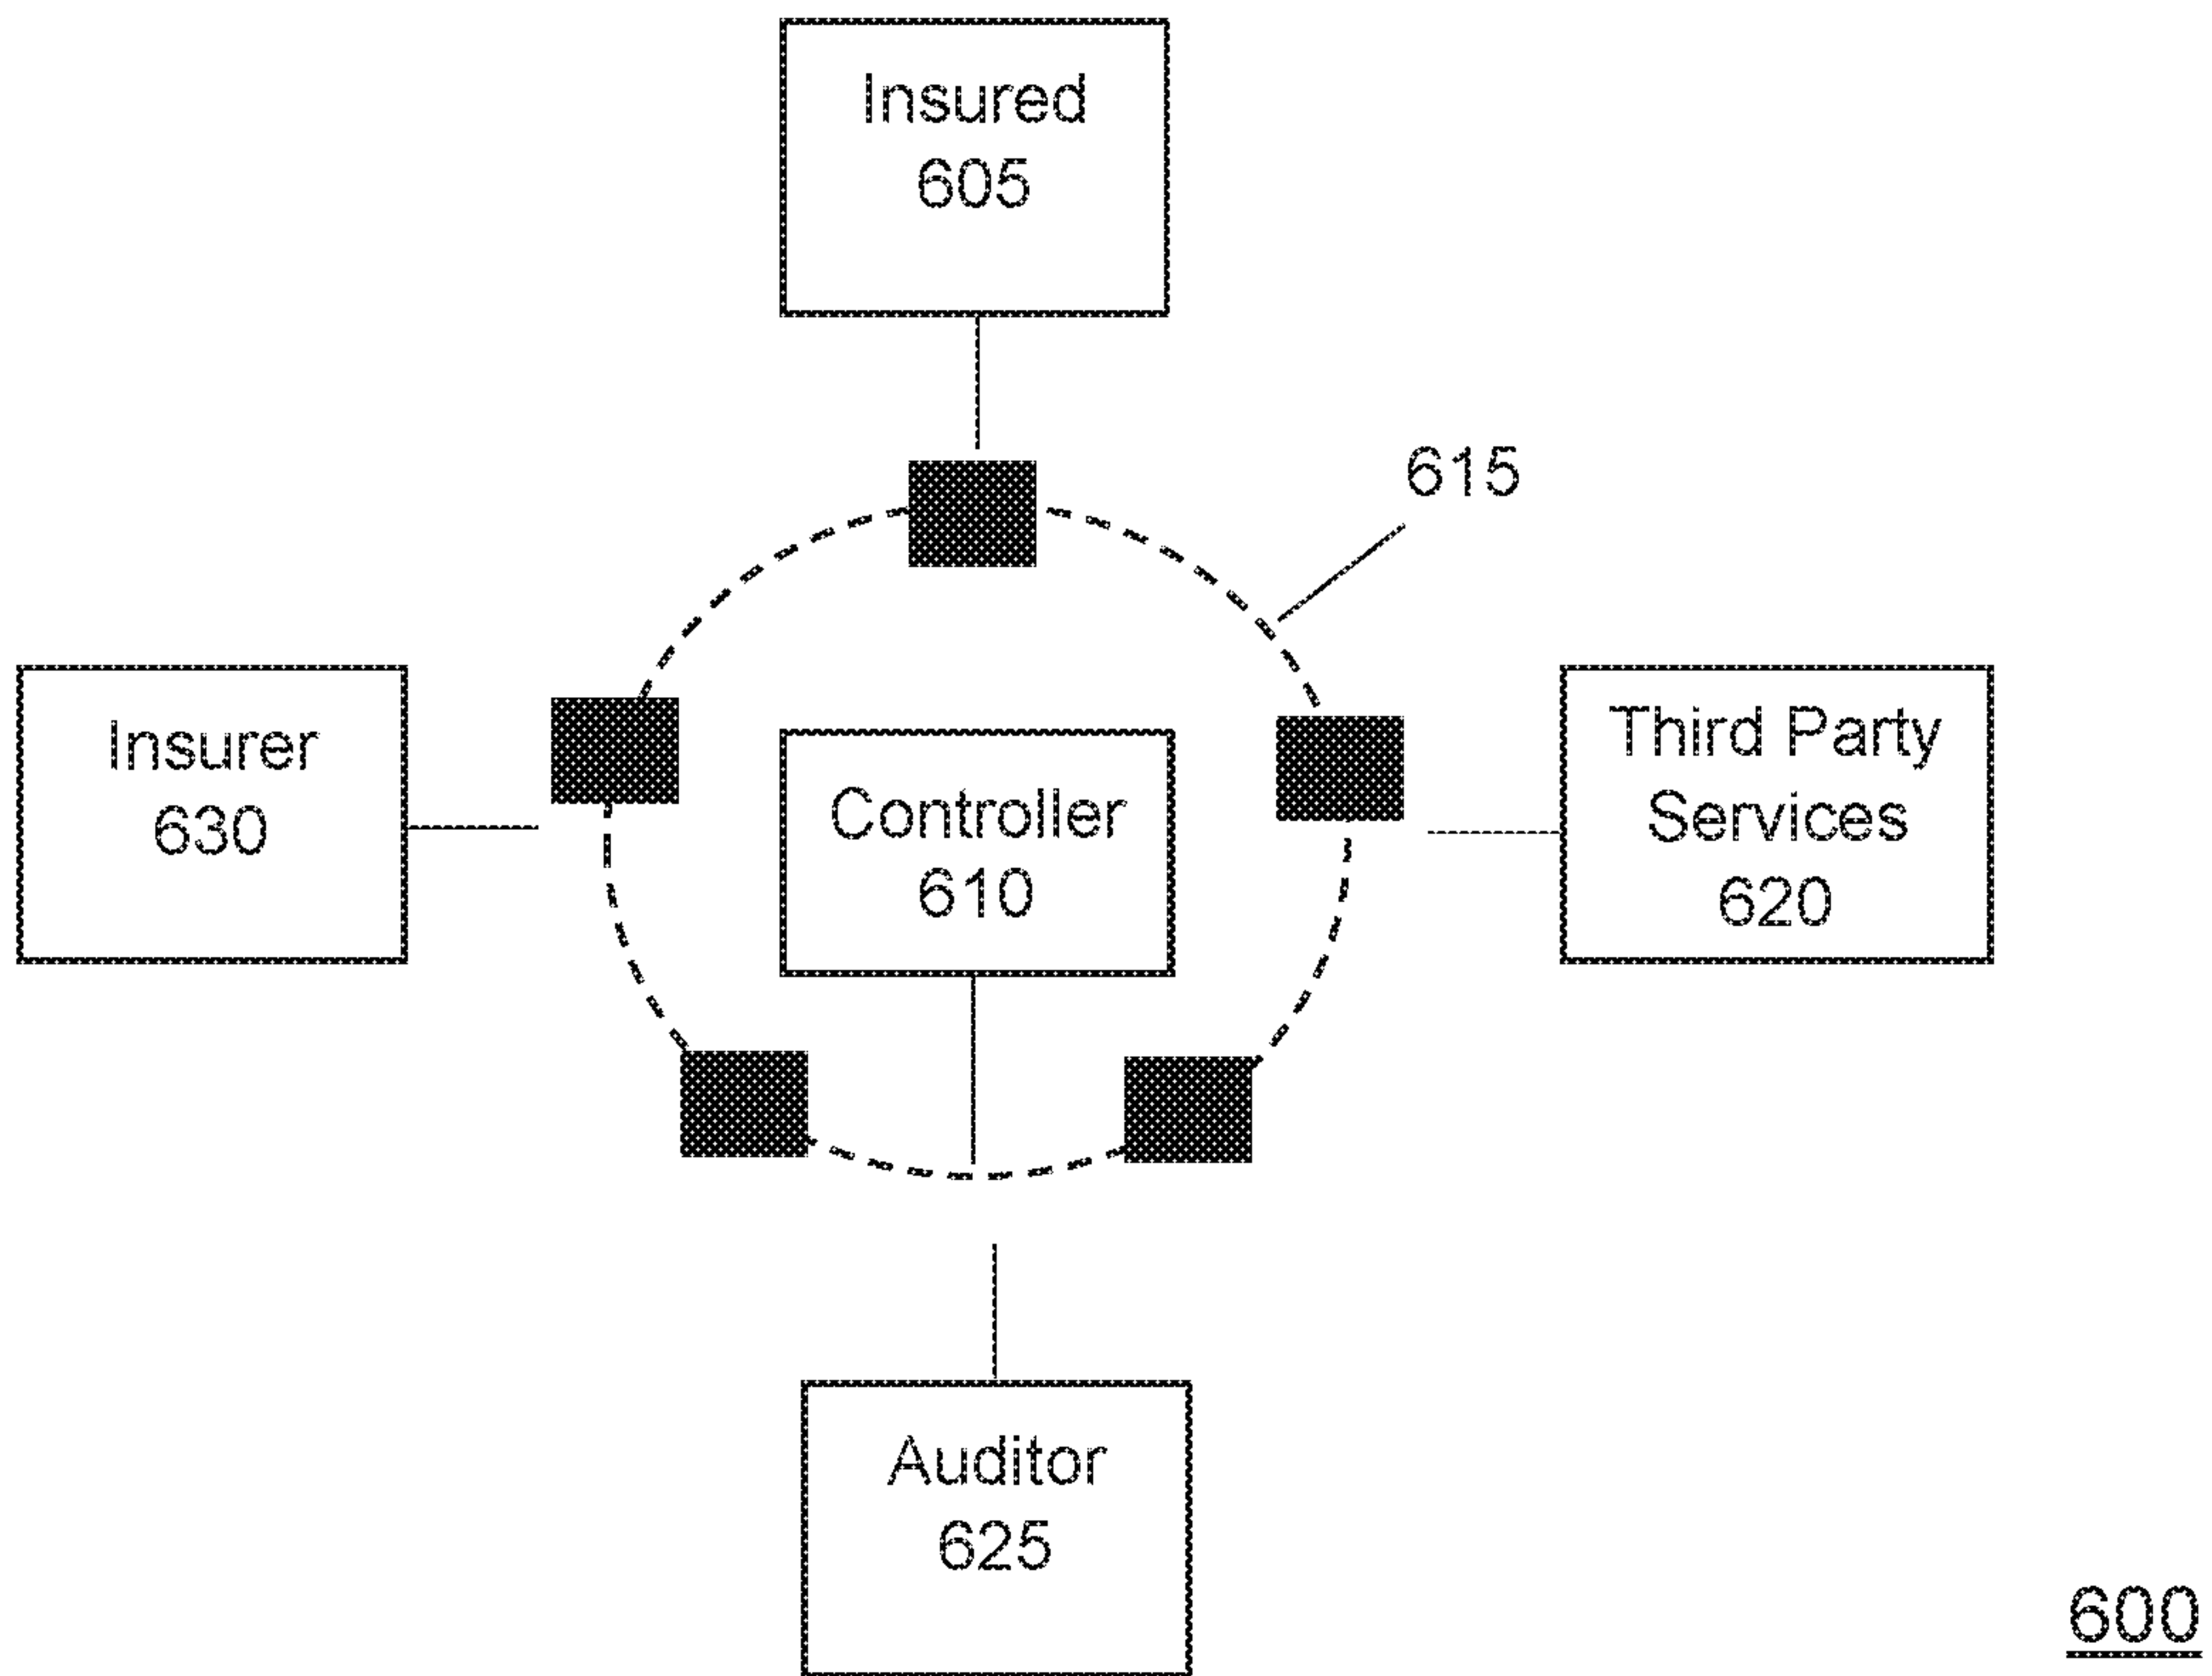 Insured
605
615
Insurer
630
Controller
610
Third Party
Services
620
Auditor
625
600